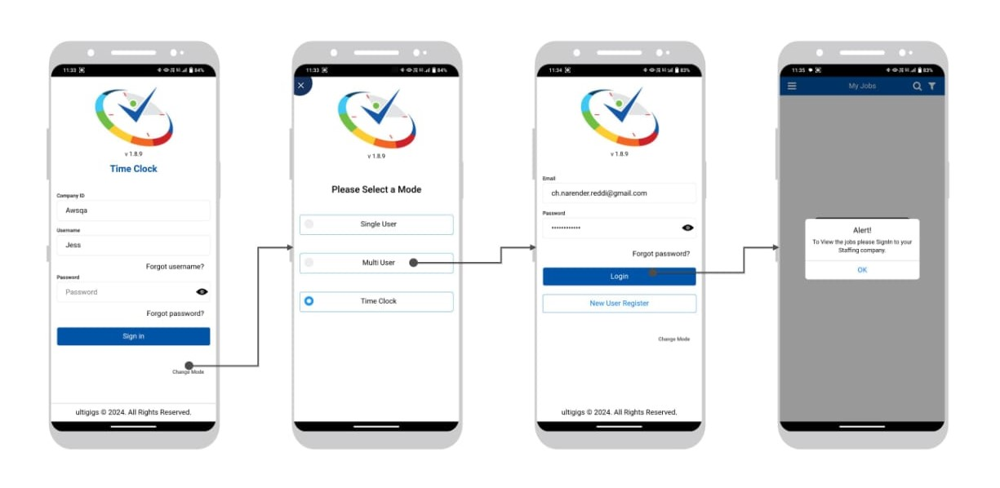 11:33
84%
v 1.8.9
Time Clock
Company ID
Awsqa
Username
Jess
Forgot username?
Password
Password
Forgot password?
Sign in
Change Mode
ultigigs © 2024. All Rights Reserved.
11:33
84%
v 1.8.9
Please Select a Mode
Single User
Multi User
Time Clock
11:34
83%
v 1.8.9
Email
ch.narender.reddi@gmail.com
Password
Forgot password?
Login
New User Register
Change Mode
ultigigs © 2024. All Rights Reserved.
11:35
83%
My Jobs
Alert!
To View the jobs please SignIn to your
Staffing company.
OK